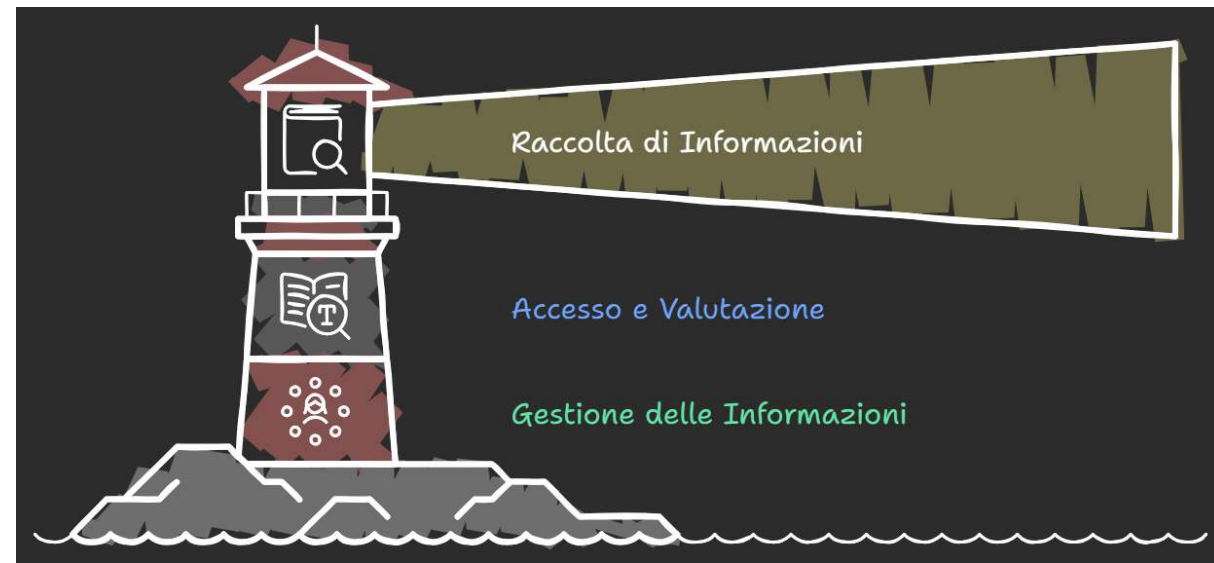 Raccolta di Informazioni
T
Accesso e Valutazione
Gestione delle Informazioni